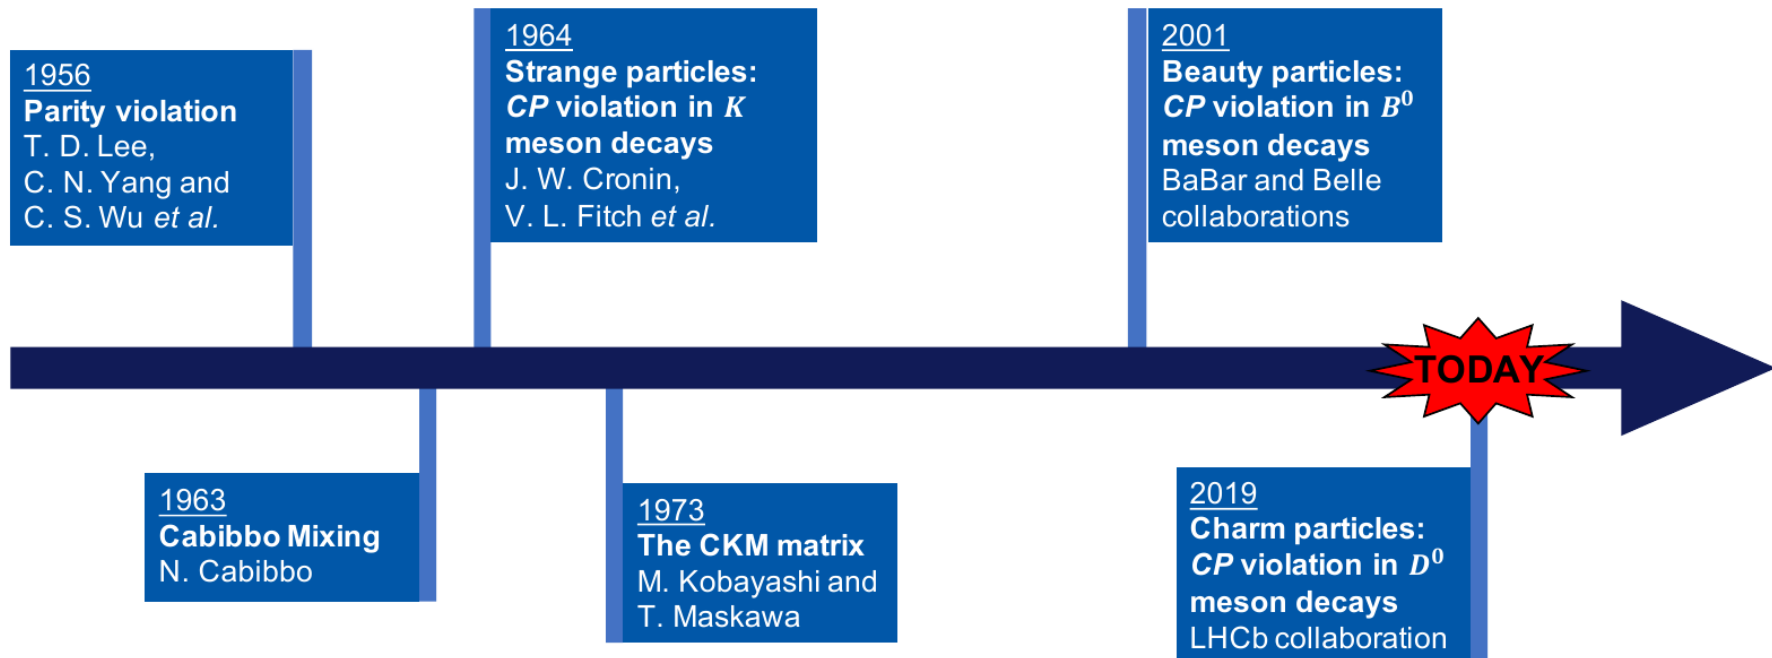 1956
Parity violation
T. D. Lee,
C. N. Yang and
C. S. Wu et al.
1964
Strange particles:
CP violation in K
meson decays
J. W. Cronin,
V. L. Fitch et al.
2001
Beauty particles:
CP violation in B⁰
meson decays
BaBar and Belle
collaborations
TODAY
1963
Cabibbo Mixing
N. Cabibbo
1973
The CKM matrix
M. Kobayashi and
T. Maskawa
2019
Charm particles:
CP violation in D⁰
meson decays
LHCb collaboration